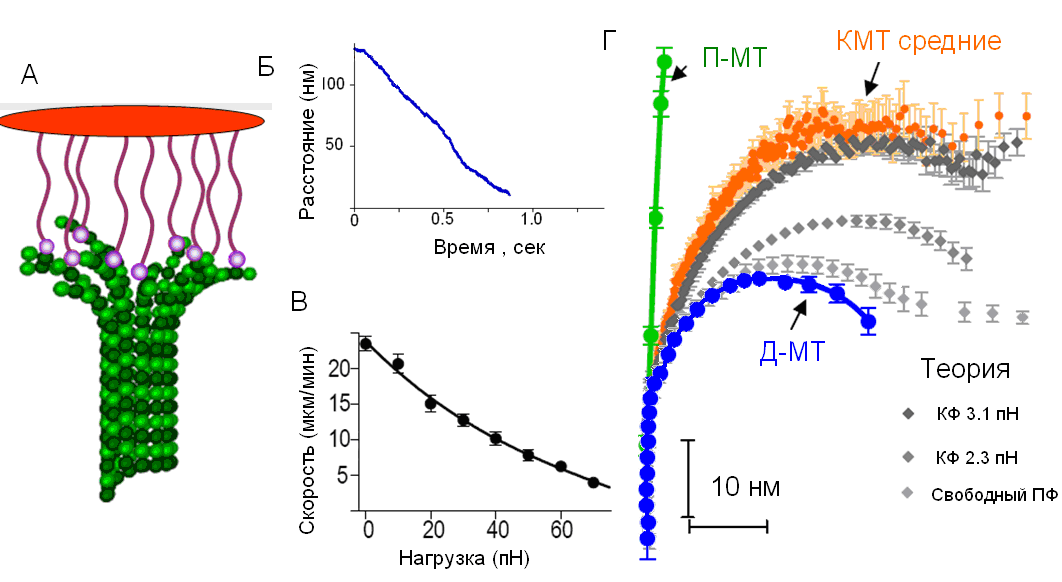 А
Б
Расстояние (нм)
100
50
0
0.5
1.0
Время , сек
В
Скорость (мкм/мин)
20
15
10
5
0
20
40
60
Нагрузка (пН)
Г
П-МТ
КМТ средние
Д-МТ
10 нм
Теория
КФ 3.1 пН
КФ 2.3 пН
Свободный ПФ